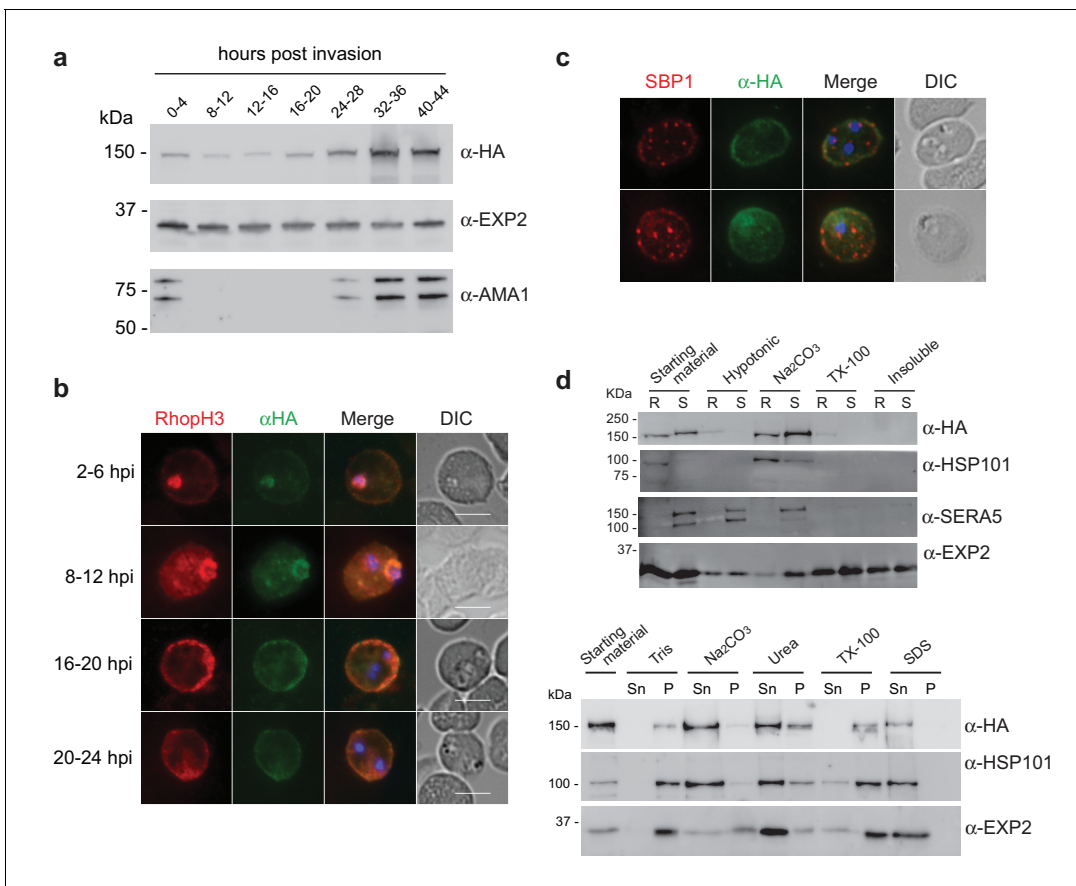 a
hours post invasion
0-4 8-12 12-16 16-20 24-28 32-36 40-44
kDa
150 - α-HA
37 - α-EXP2
75 - α-AMA1
50 -
b
RhopH3 αHA Merge DIC
2-6 hpi
8-12 hpi
16-20 hpi
20-24 hpi
c
SBP1 α-HA Merge DIC
d
Starting material Hypotonic Na2CO3 TX-100 Insoluble
KDa R S R S R S R S R S
250 -
150 - α-HA
100 - α-HSP101
75 -
150 - α-SERA5
100 -
37- α-EXP2
Starting material Tris Na2CO3 Urea TX-100 SDS
kDa Sn P Sn P Sn P Sn P Sn P
150 - α-HA
α-HSP101
100 -
37 - α-EXP2